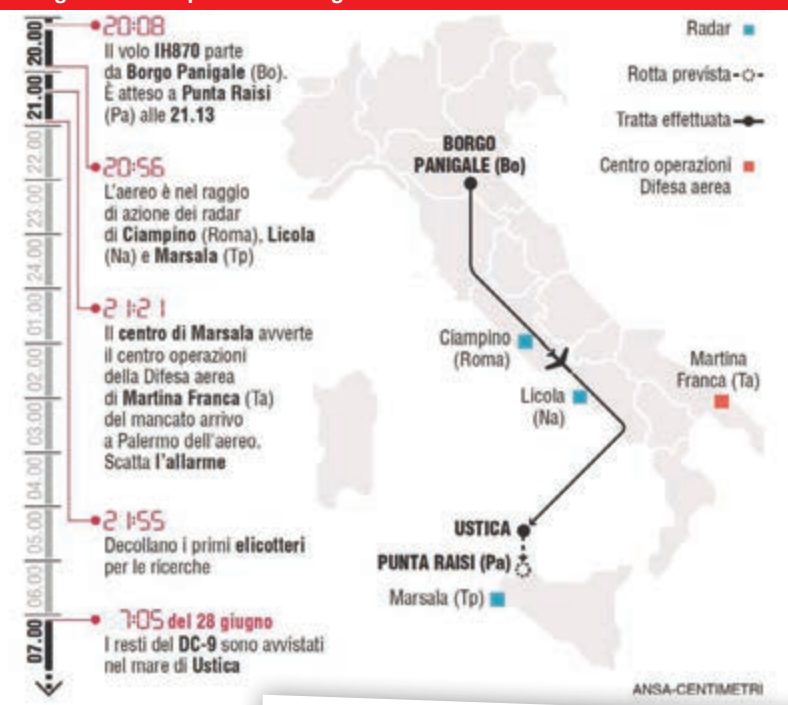 20:08
Il volo IH870 parte
da Borgo Panigale (Bo).
È atteso a Punta Raisi
(Pa) alle 21.13
20:56
L'aereo è nel raggio
di azione dei radar
di Ciampino (Roma), Licola
(Na) e Marsala (Tp)
21:21
Il centro di Marsala avverte
il centro operazioni
della Difesa aerea
di Martina Franca (Ta)
del mancato arrivo
a Palermo dell'aereo.
Scatta l'allarme
21:55
Decollano i primi elicotteri
per le ricerche
7:05 del 28 giugno
I resti del DC-9 sono avvistati
nel mare di Ustica
20.00
21.00
22.00
23.00
24.00
01.00
02.00
03.00
04.00
05.00
06.00
07.00
Radar
Rotta prevista
Tratta effettuata
Centro operazioni
Difesa aerea
BORGO
PANIGALE (Bo)
Ciampino
(Roma)
Licola
(Na)
Martina
Franca (Ta)
USTICA
PUNTA RAISI (Pa)
Marsala (Tp)
ANSA-CENTIMETRI